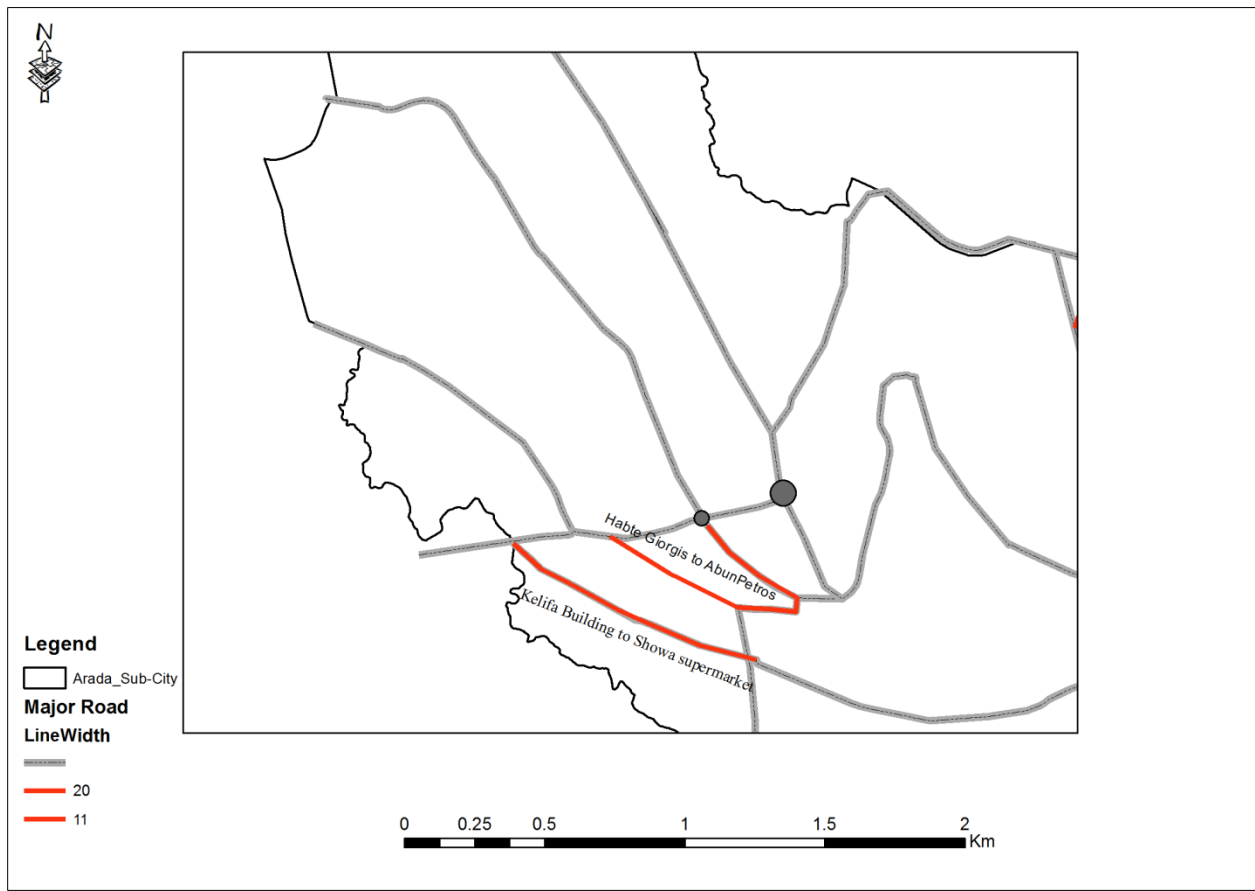 N
Habte Giorgis to AbunPetros
Kelifa Building to Showa supermarket
Legend
Arada_Sub-City
Major Road
LineWidth
20
11
0 0.25 0.5 1 1.5 2
Km